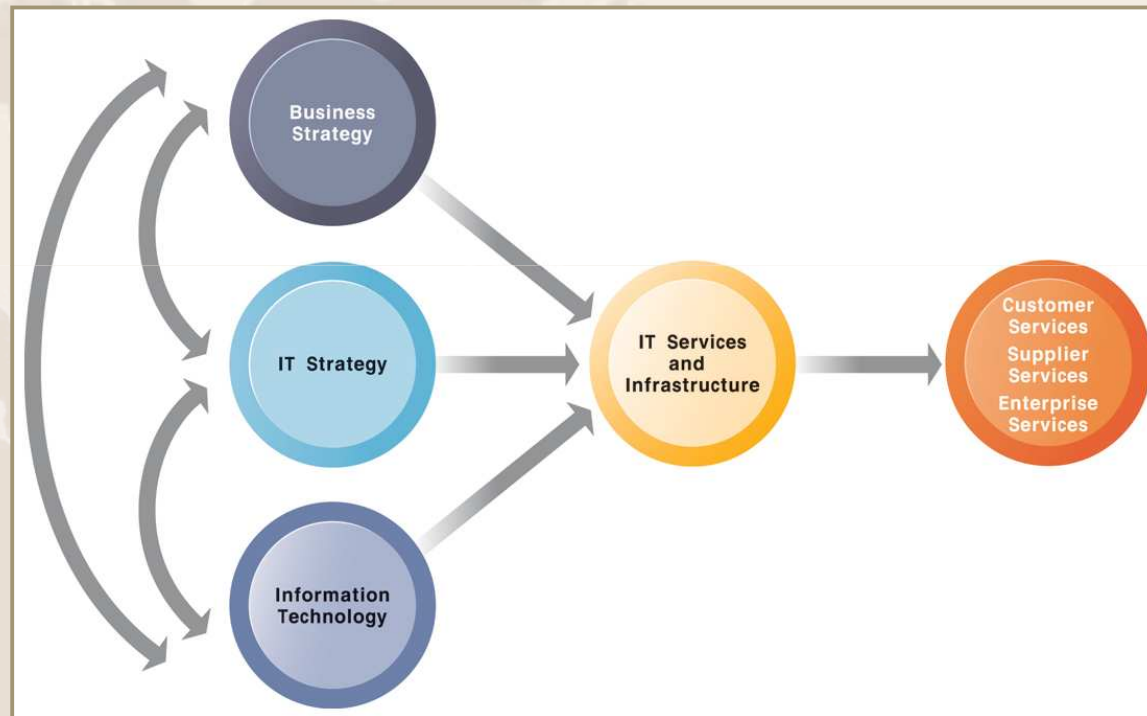 Business
Strategy
IT Strategy
Information
Technology
IT Services
and
Infrastructure
Customer
Services
Supplier
Services
Enterprise
Services